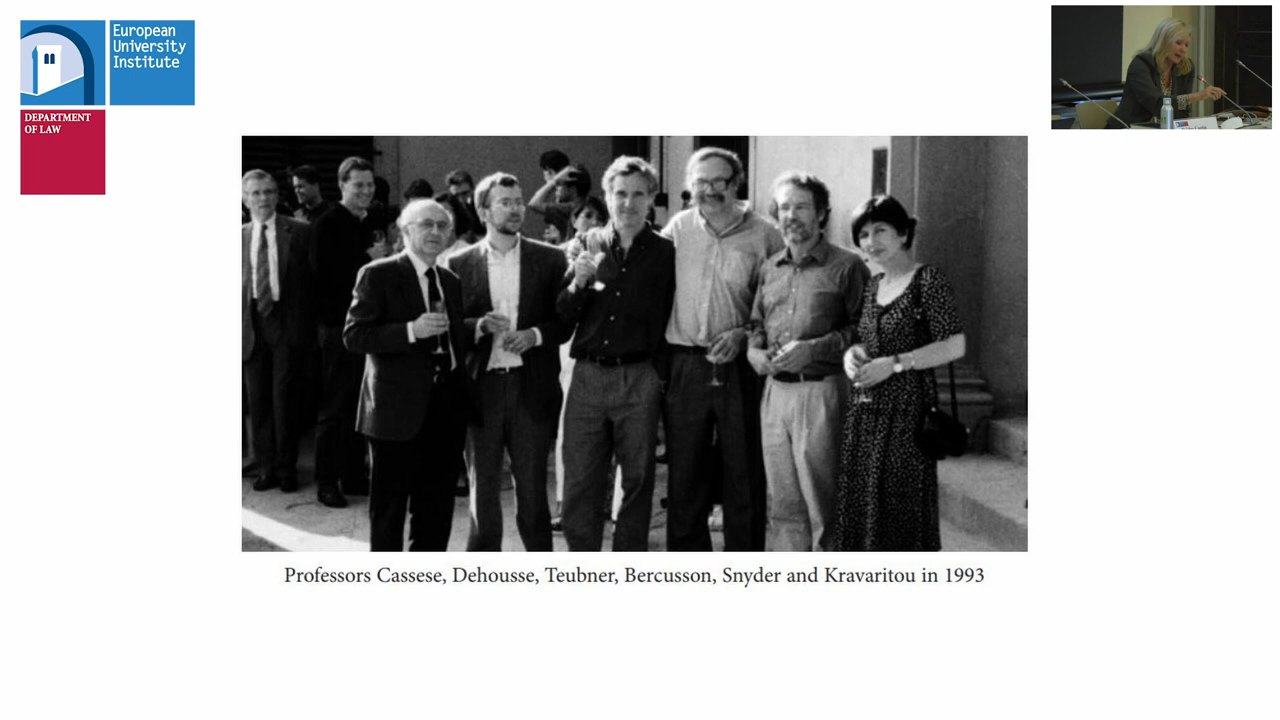 European
University
Institute
DEPARTMENT
OF LAW
Professors Cassese, Dehousse, Teubner, Bercusson, Snyder and Kravaritou in 1993